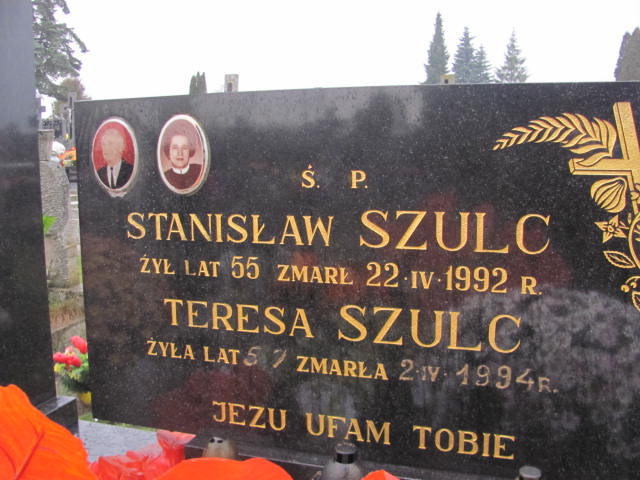 Ś. P.
STANISŁAW SZULC
ŻYŁ LAT 55 ZMARŁ 22·IV·1992 R.
TERESA SZULC
ŻYŁA LAT 57 ZMARŁA 2·IV·1994 R.
JEZU UFAM TOBIE